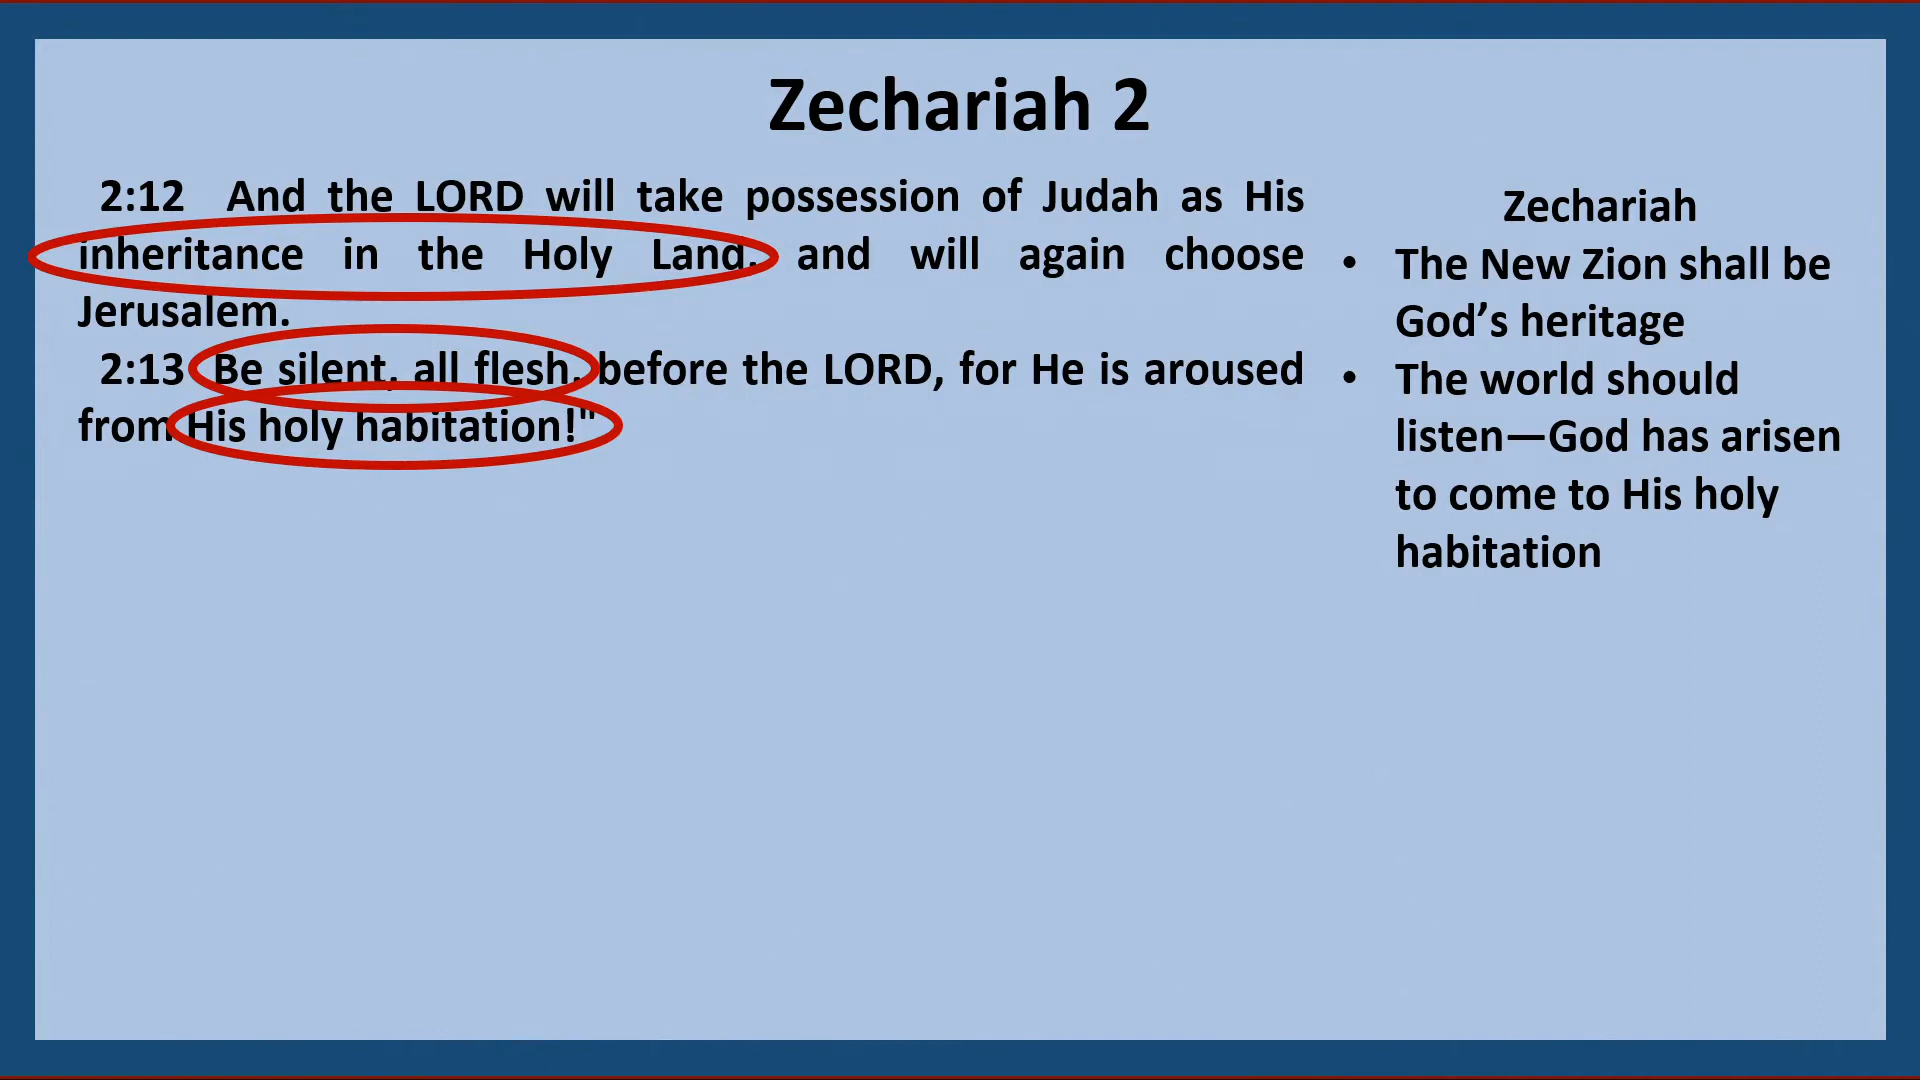 Zechariah 2
2:12 And the LORD will take possession of Judah as His
inheritance in the Holy Land, and will again choose
Jerusalem.
2:13 Be silent, all flesh, before the LORD, for He is aroused
from His holy habitation!"
Zechariah
• The New Zion shall be
God’s heritage
• The world should
listen—God has arisen
to come to His holy
habitation